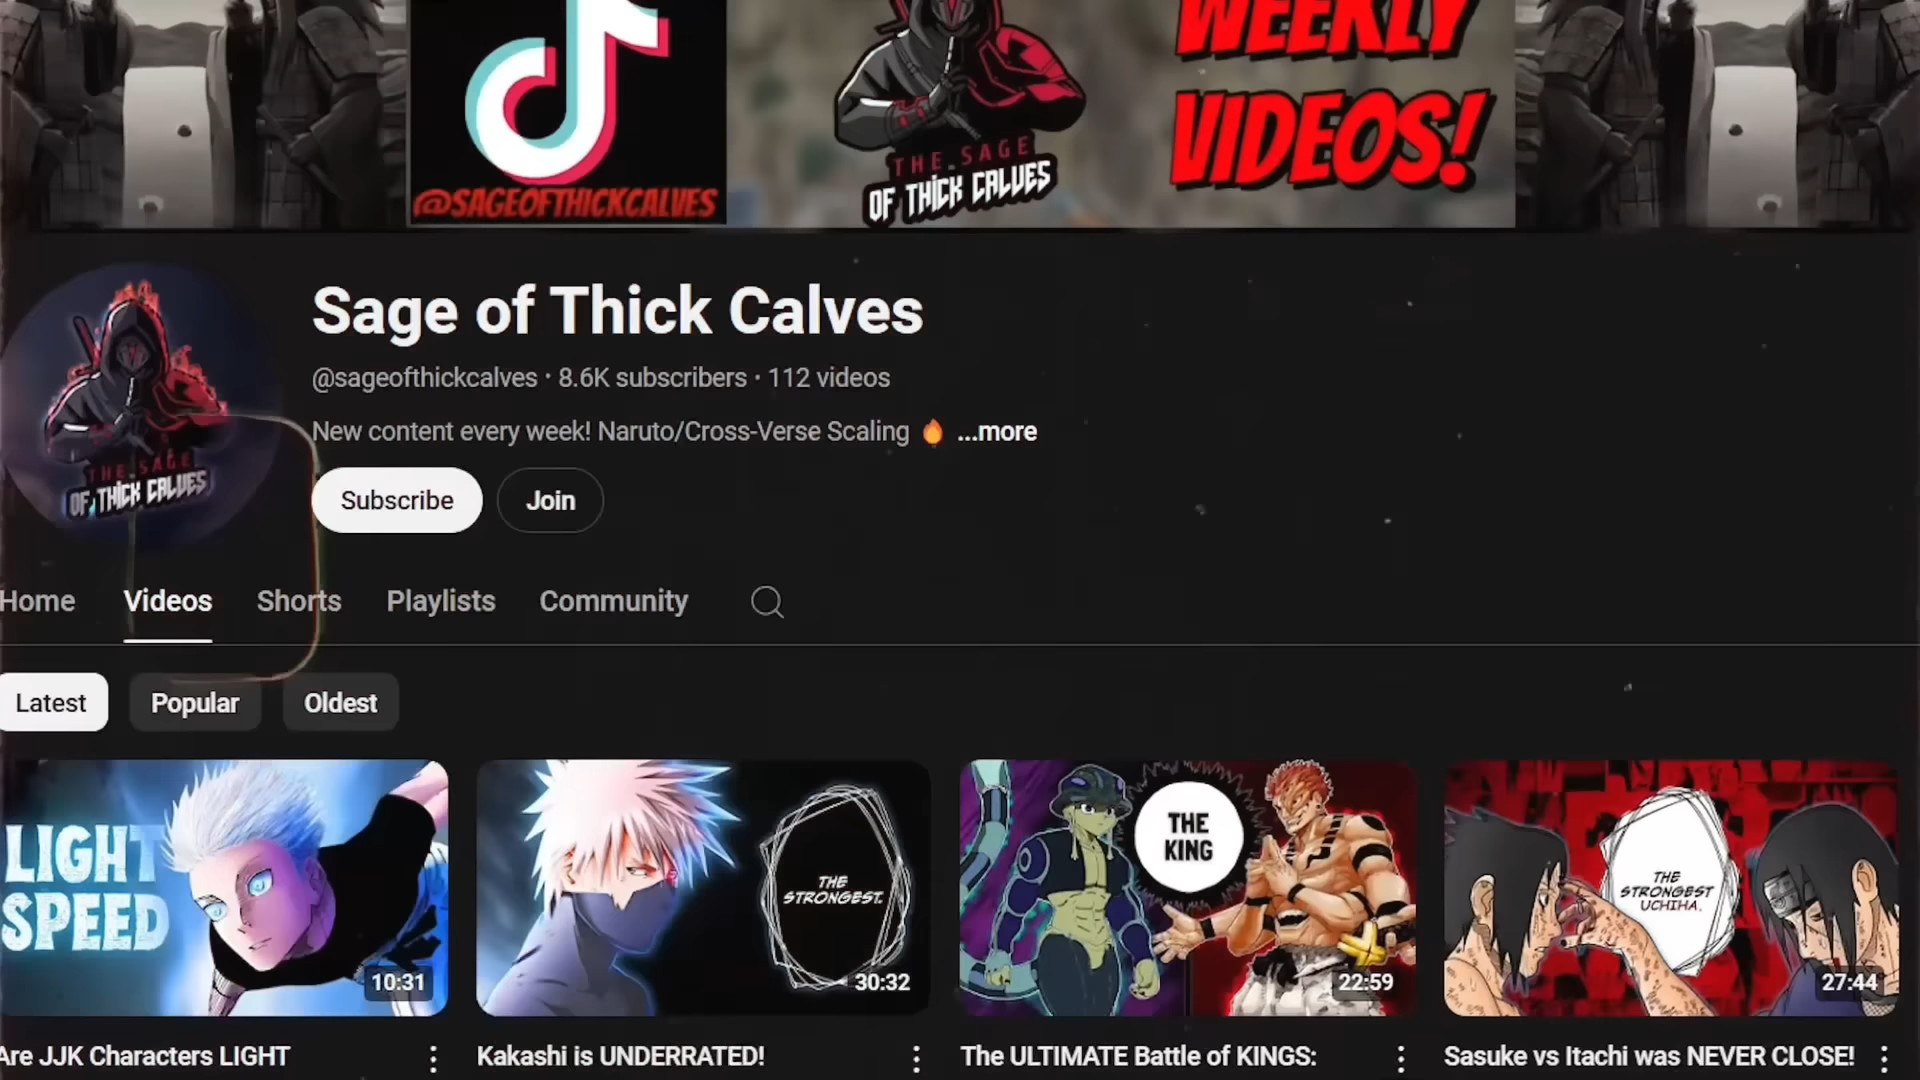 WEEKLY
VIDEOS!
@SAGEOFTHICKCALVES
THE SAGE
OF THICK CALVES
Sage of Thick Calves
@sageofthickcalves · 8.6K subscribers · 112 videos
New content every week! Naruto/Cross-Verse Scaling 🔥 ...more
THE SAGE
OF THICK CALVES
Subscribe
Join
Home
Videos
Shorts
Playlists
Community
Latest
Popular
Oldest
LIGHT
SPEED
10:31
THE
STRONGEST.
30:32
THE
KING
22:59
THE
STRONGEST
UCHIHA.
27:44
Are JJK Characters LIGHT
Kakashi is UNDERRATED!
The ULTIMATE Battle of KINGS:
Sasuke vs Itachi was NEVER CLOSE!